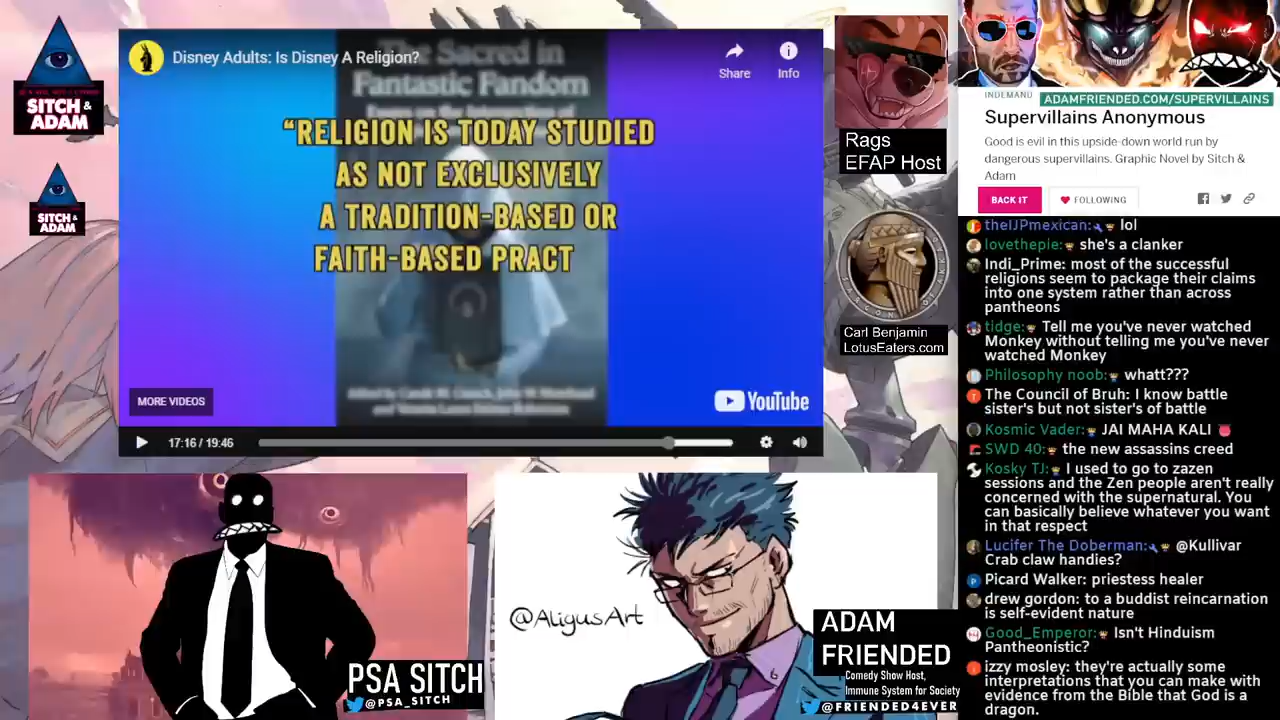 SITCH &
ADAM
SITCH &
ADAM
Disney Adults: Is Disney A Religion?
Share
Info
The Sacred in
Fantastic Fandom
“RELIGION IS TODAY STUDIED
AS NOT EXCLUSIVELY
A TRADITION-BASED OR
FAITH-BASED PRACT
MORE VIDEOS
YouTube
17:16 / 19:46
Rags
EFAP Host
SARGON OF AKKAD
Carl Benjamin
LotusEaters.com
@AligusArt
PSA SITCH
@PSA_SITCH
ADAM
FRIENDED
Comedy Show Host,
Immune System for Society
@FRIENDED4EVER
INDEMAND
ADAMFRIENDED.COM/SUPERVILLAINS
Supervillains Anonymous
Good is evil in this upside-down world run by
dangerous supervillains. Graphic Novel by Sitch &
Adam
BACK IT
FOLLOWING
theIJPmexican: lol
lovethepie: she's a clanker
Indi_Prime: most of the successful
religions seem to package their claims
into one system rather than across
pantheons
tidge: Tell me you've never watched
Monkey without telling me you've never
watched Monkey
Philosophy noob: whatt???
The Council of Bruh: I know battle
sister's but not sister's of battle
Kosmic Vader: JAI MAHA KALI
SWD 40: the new assassins creed
Kosky TJ: I used to go to zazen
sessions and the Zen people aren't really
concerned with the supernatural. You
can basically believe whatever you want
in that respect
Lucifer The Doberman: @Kullivar
Crab claw handies?
Picard Walker: priestess healer
drew gordon: to a buddist reincarnation
is self-evident nature
Good_Emperor: Isn't Hinduism
Pantheonistic?
izzy mosley: they're actually some
interpretations that you can make with
evidence from the Bible that God is a
dragon.